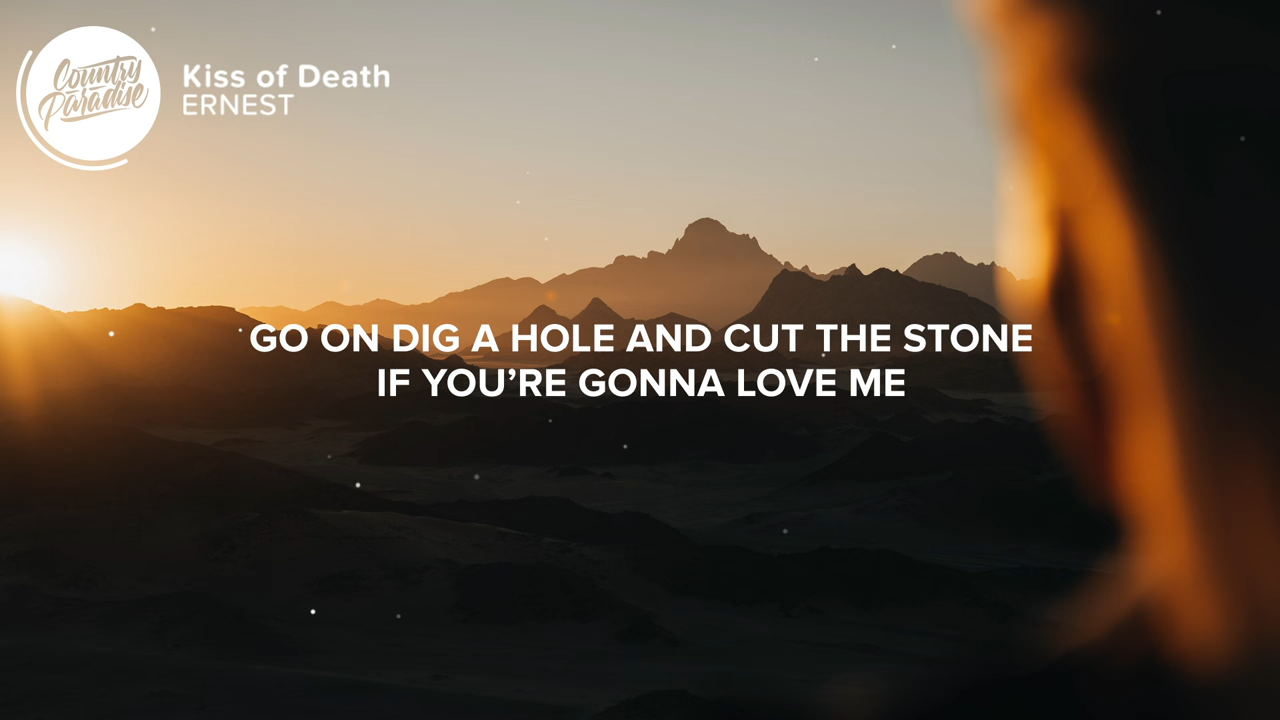 Country
Paradise
Kiss of Death
ERNEST
GO ON DIG A HOLE AND CUT THE STONE
IF YOU’RE GONNA LOVE ME